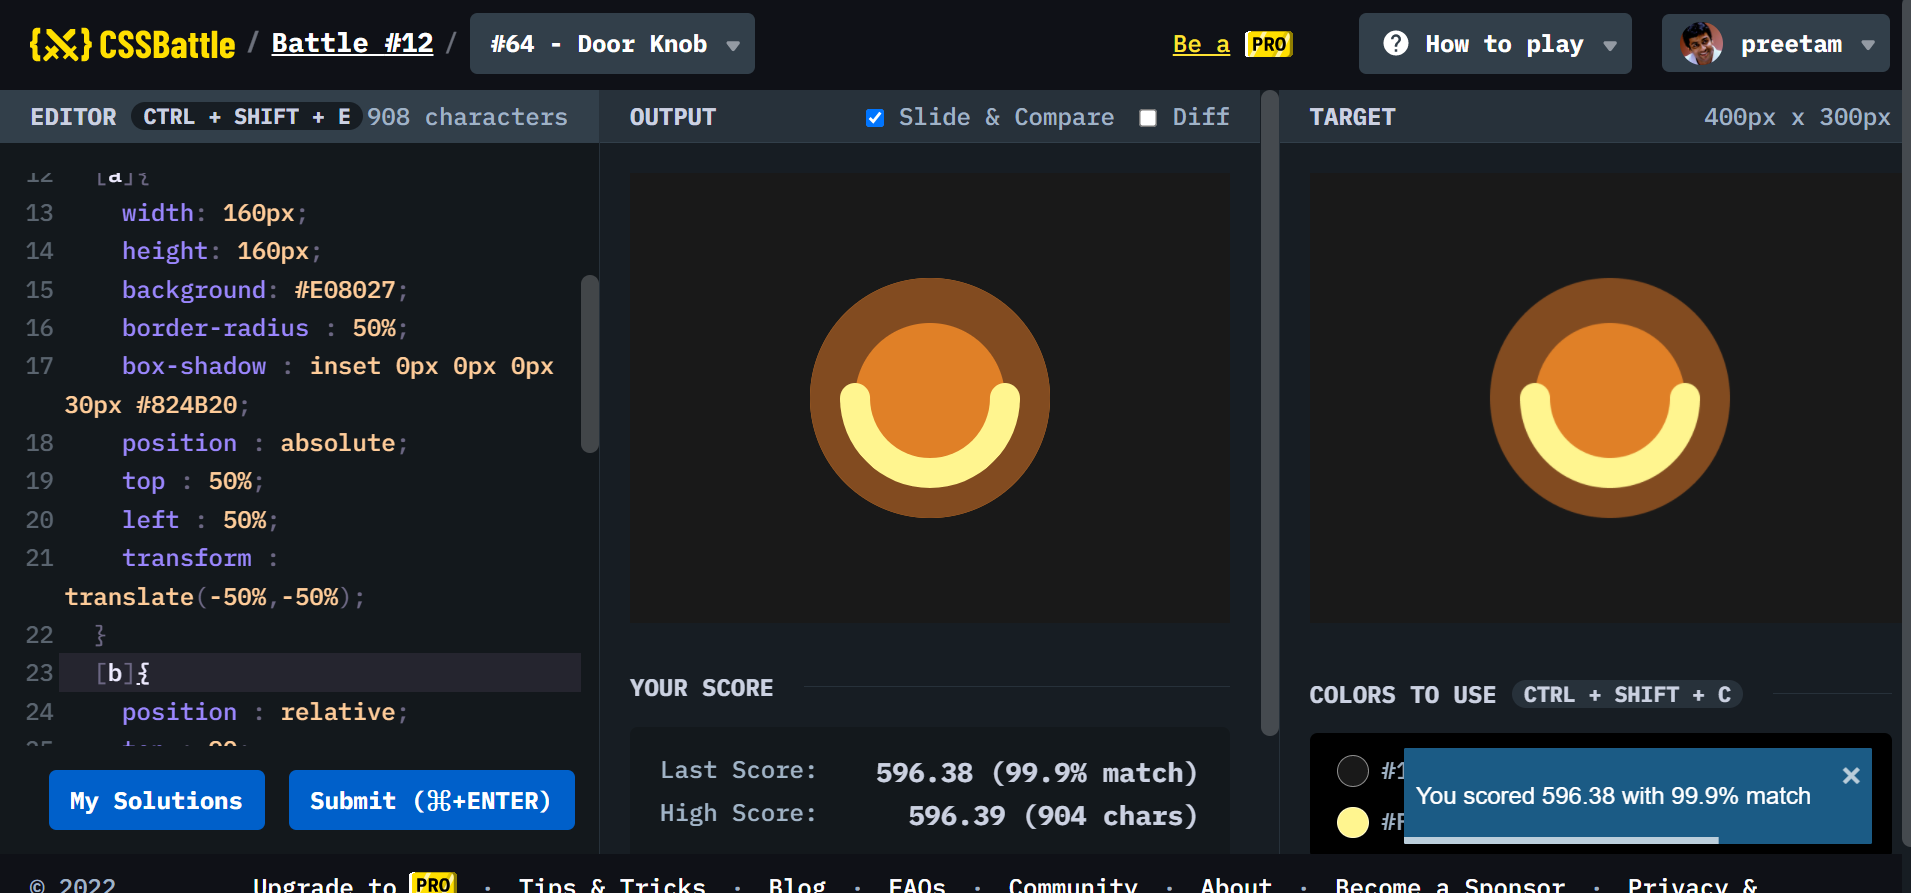 CSSBattle / Battle #12 / #64 - Door Knob
Be a PRO
How to play
preetam
EDITOR CTRL + SHIFT + E 908 characters
12 [a]{
13 width: 160px;
14 height: 160px;
15 background: #E08027;
16 border-radius : 50%;
17 box-shadow : inset 0px 0px 0px
30px #824B20;
18 position : absolute;
19 top : 50%;
20 left : 50%;
21 transform :
translate(-50%,-50%);
22 }
23 [b]{
24 position : relative;
My Solutions
Submit (⌘+ENTER)
OUTPUT
Slide & Compare
Diff
YOUR SCORE
Last Score: 596.38 (99.9% match)
High Score: 596.39 (904 chars)
TARGET 400px x 300px
COLORS TO USE CTRL + SHIFT + C
#1
#F
You scored 596.38 with 99.9% match
© 2022
Upgrade to PRO · Tips & Tricks · Blog · FAQs · Community · About · Become a Sponsor · Privacy &